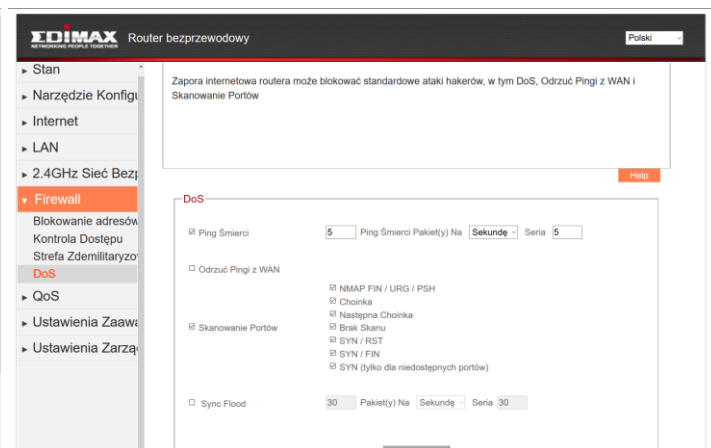 EDIMAX
NETWORKING PEOPLE TOGETHER
Router bezprzewodowy
Polski
Stan
Narzędzie Konfigu
Internet
LAN
2.4GHz Sieć Bezp
Firewall
Blokowanie adresów
Kontrola Dostępu
Strefa Zdemilitaryzo
DoS
QoS
Ustawienia Zaawa
Ustawienia Zarzą
Zapora internetowa routera może blokować standardowe ataki hakerów, w tym DoS, Odrzuć Pingi z WAN i
Skanowanie Portów
Help
DoS
Ping Śmierci 5 Ping Śmierci Pakiet(y) Na Sekundę Seria 5
Odrzuć Pingi z WAN
Skanowanie Portów
NMAP FIN / URG / PSH
Choinka
Następna Choinka
Brak Skanu
SYN / RST
SYN / FIN
SYN (tylko dla niedostępnych portów)
Sync Flood 30 Pakiet(y) Na Sekundę Seria 30